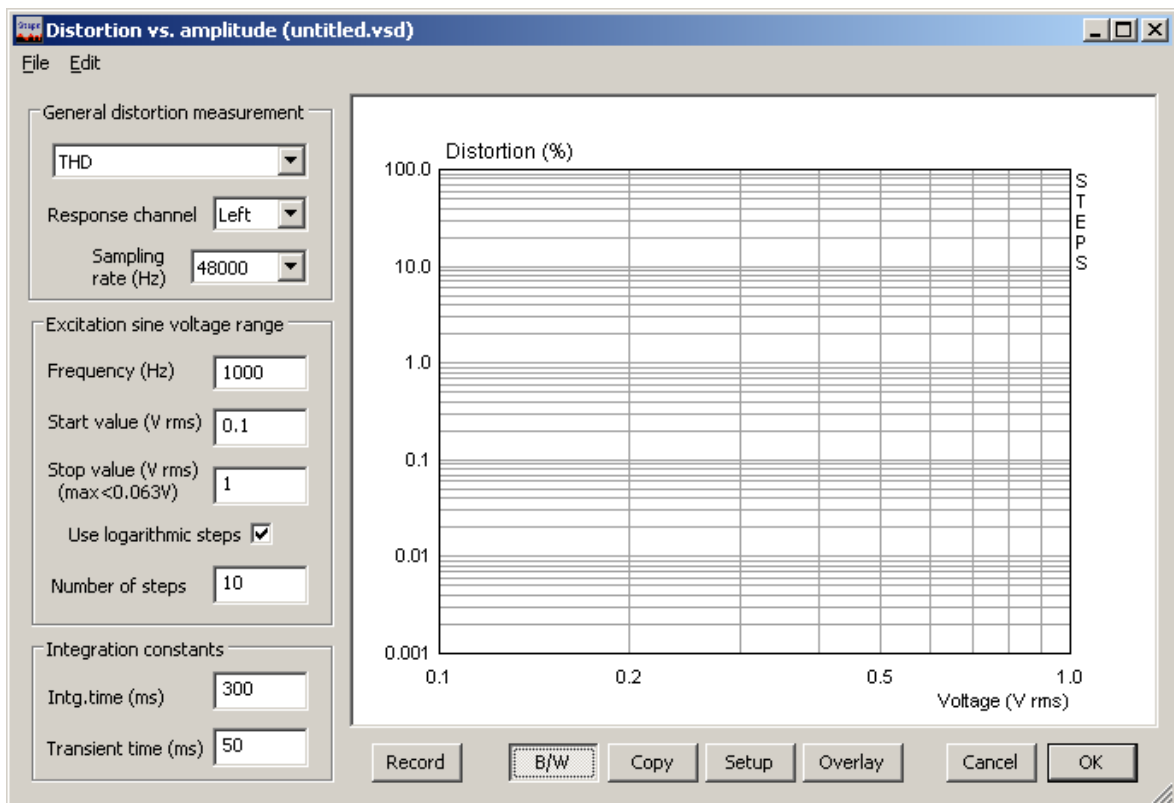 Distortion vs. amplitude (untitled.vsd)
File Edit
General distortion measurement
THD
Response channel Left
Sampling
rate (Hz) 48000
Excitation sine voltage range
Frequency (Hz) 1000
Start value (V rms) 0.1
Stop value (V rms)
(max<0.063V) 1
Use logarithmic steps
Number of steps 10
Integration constants
Intg.time (ms) 300
Transient time (ms) 50
Distortion (%)
100.0
10.0
1.0
0.1
0.01
0.001
STEPS
0.1 0.2 0.5 1.0
Voltage (V rms)
Record B/W Copy Setup Overlay Cancel OK